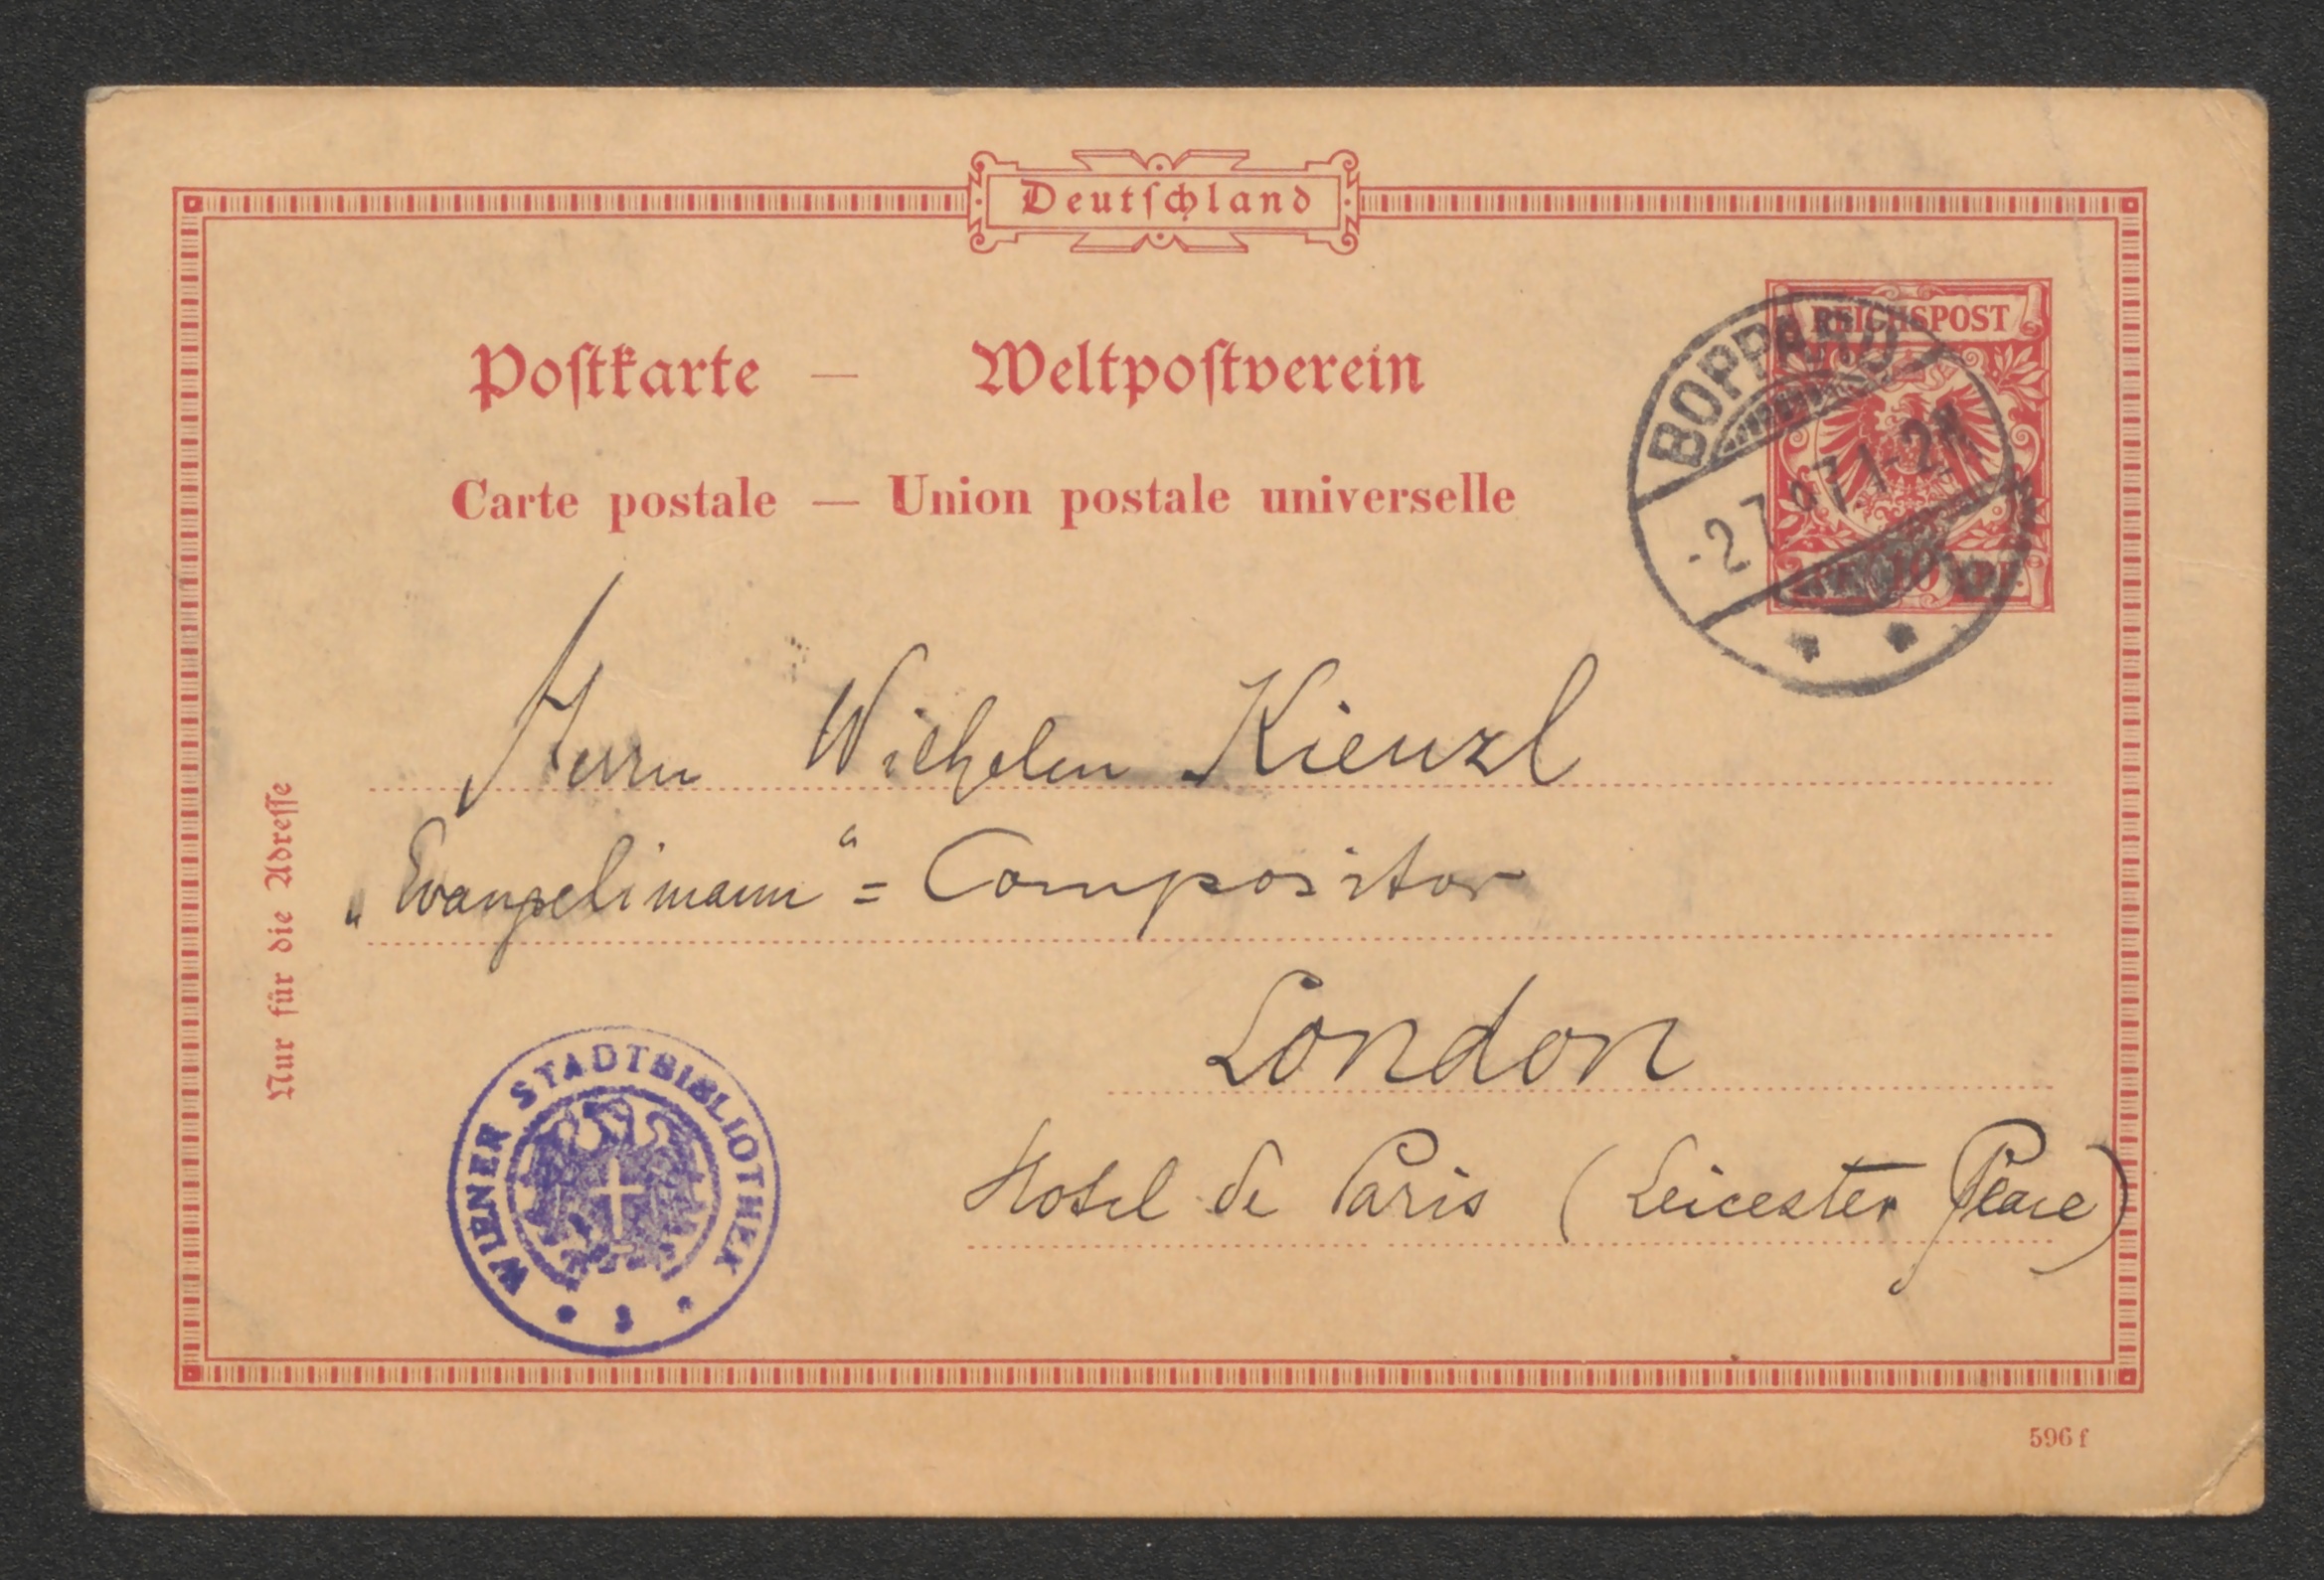 Deutschland
Postkarte — Weltpostverein
Carte postale — Union postale universelle
REICHSPOST
10
BOPPARD
-2 7 97 1-2N
Herrn Wilhelm Kienzl
„Evangelimann“ = Compositor
London
Hotel de Paris (Leicester Place)
Nur für die Adresse
WIENER STADTBIBLIOTHEK
596 f